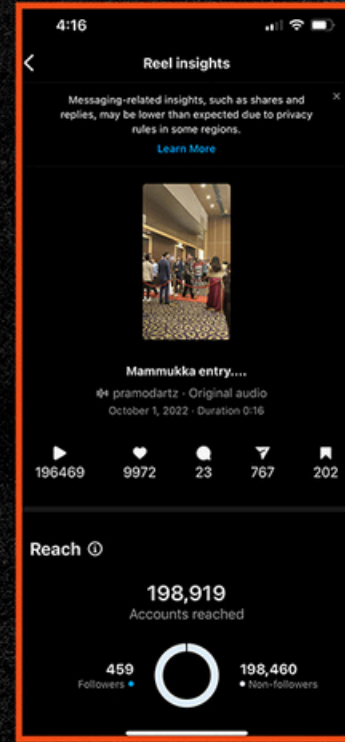 4:16
Reel insights
Messaging-related insights, such as shares and
replies, may be lower than expected due to privacy
rules in some regions.
Learn More
Mammukka entry....
pramodartz · Original audio
October 1, 2022 · Duration 0:16
196469 9972 23 767 202
Reach
198,919
Accounts reached
459 198,460
Followers Non-followers